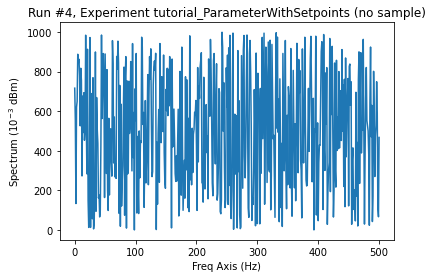 Run #4, Experiment tutorial_ParameterWithSetpoints (no sample)
1000
800
600
400
200
0
Spectrum (10⁻³ dBm)
0 100 200 300 400 500
Freq Axis (Hz)